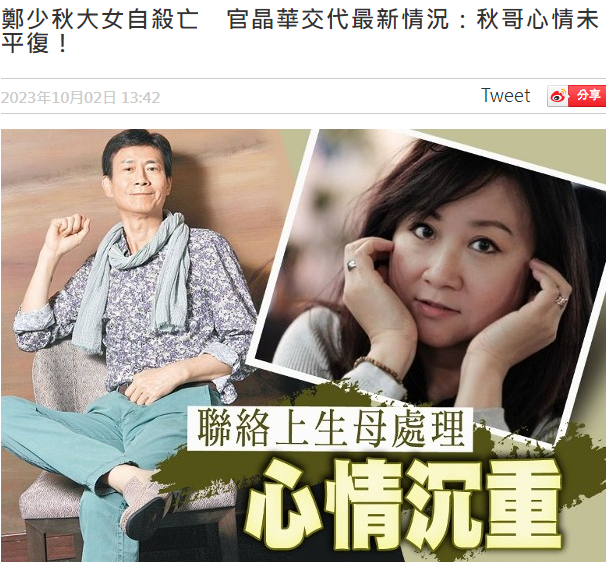 鄭少秋大女自殺亡　官晶華交代最新情況：秋哥心情未
平復！
2023年10月02日 13:42
Tweet
分享
聯絡上生母處理
心情沉重